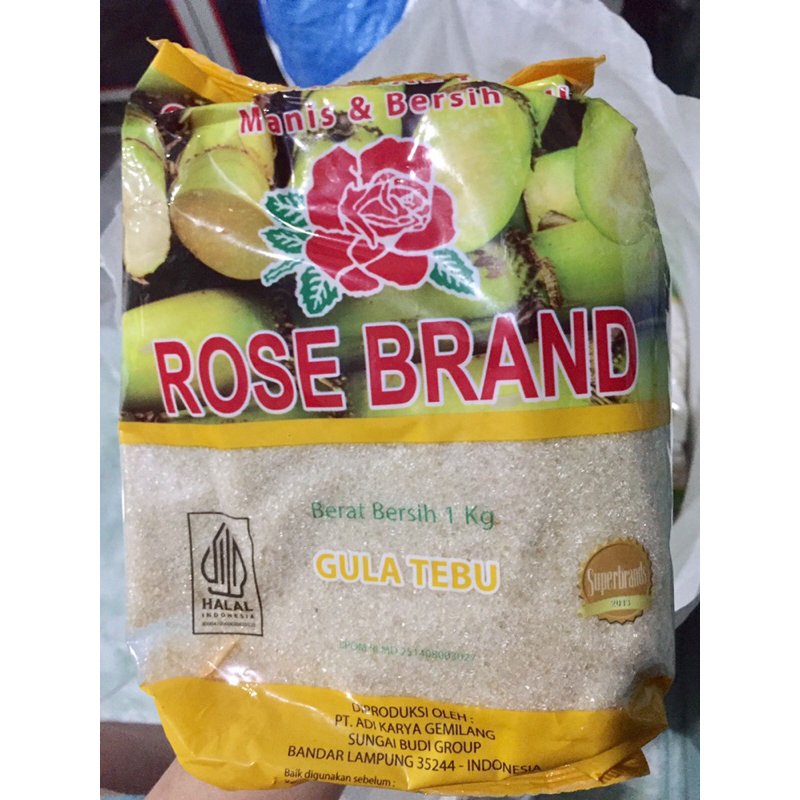 Manis & Bersih
ROSE BRAND
Berat Bersih 1 Kg
GULA TEBU
HALAL
INDONESIA
Superbrands
DIPRODUKSI OLEH :
PT. ADI KARYA GEMILANG
SUNGAI BUDI GROUP
BANDAR LAMPUNG 35244 - INDONESIA
Baik digunakan sebelum :